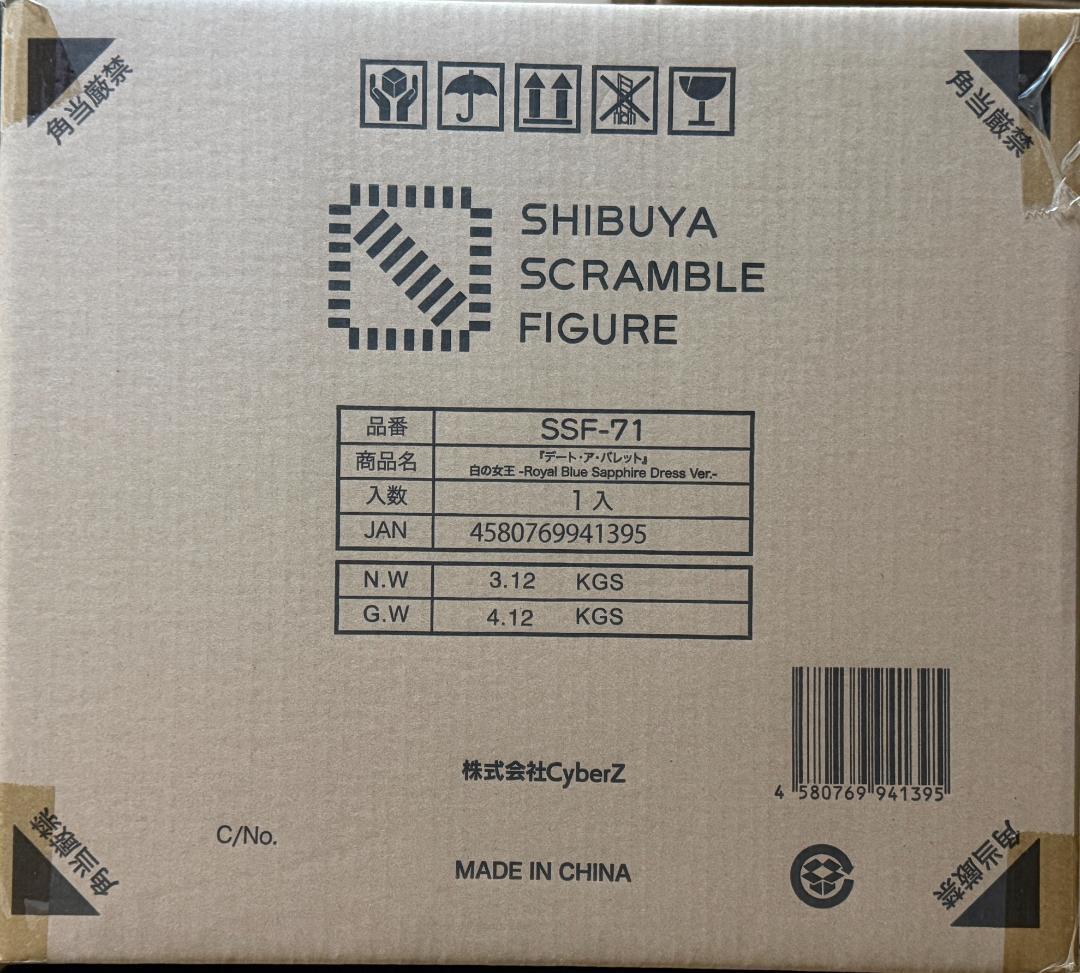 角当厳禁
角当厳禁
SHIBUYA
SCRAMBLE
FIGURE
品番 SSF-71
商品名 『デート・ア・バレット』
白の女王 -Royal Blue Sapphire Dress Ver.-
入数 1 入
JAN 4580769941395
N.W 3.12 KGS
G.W 4.12 KGS
株式会社CyberZ
4 580769 941395
C/No.
MADE IN CHINA
角当厳禁
角当厳禁